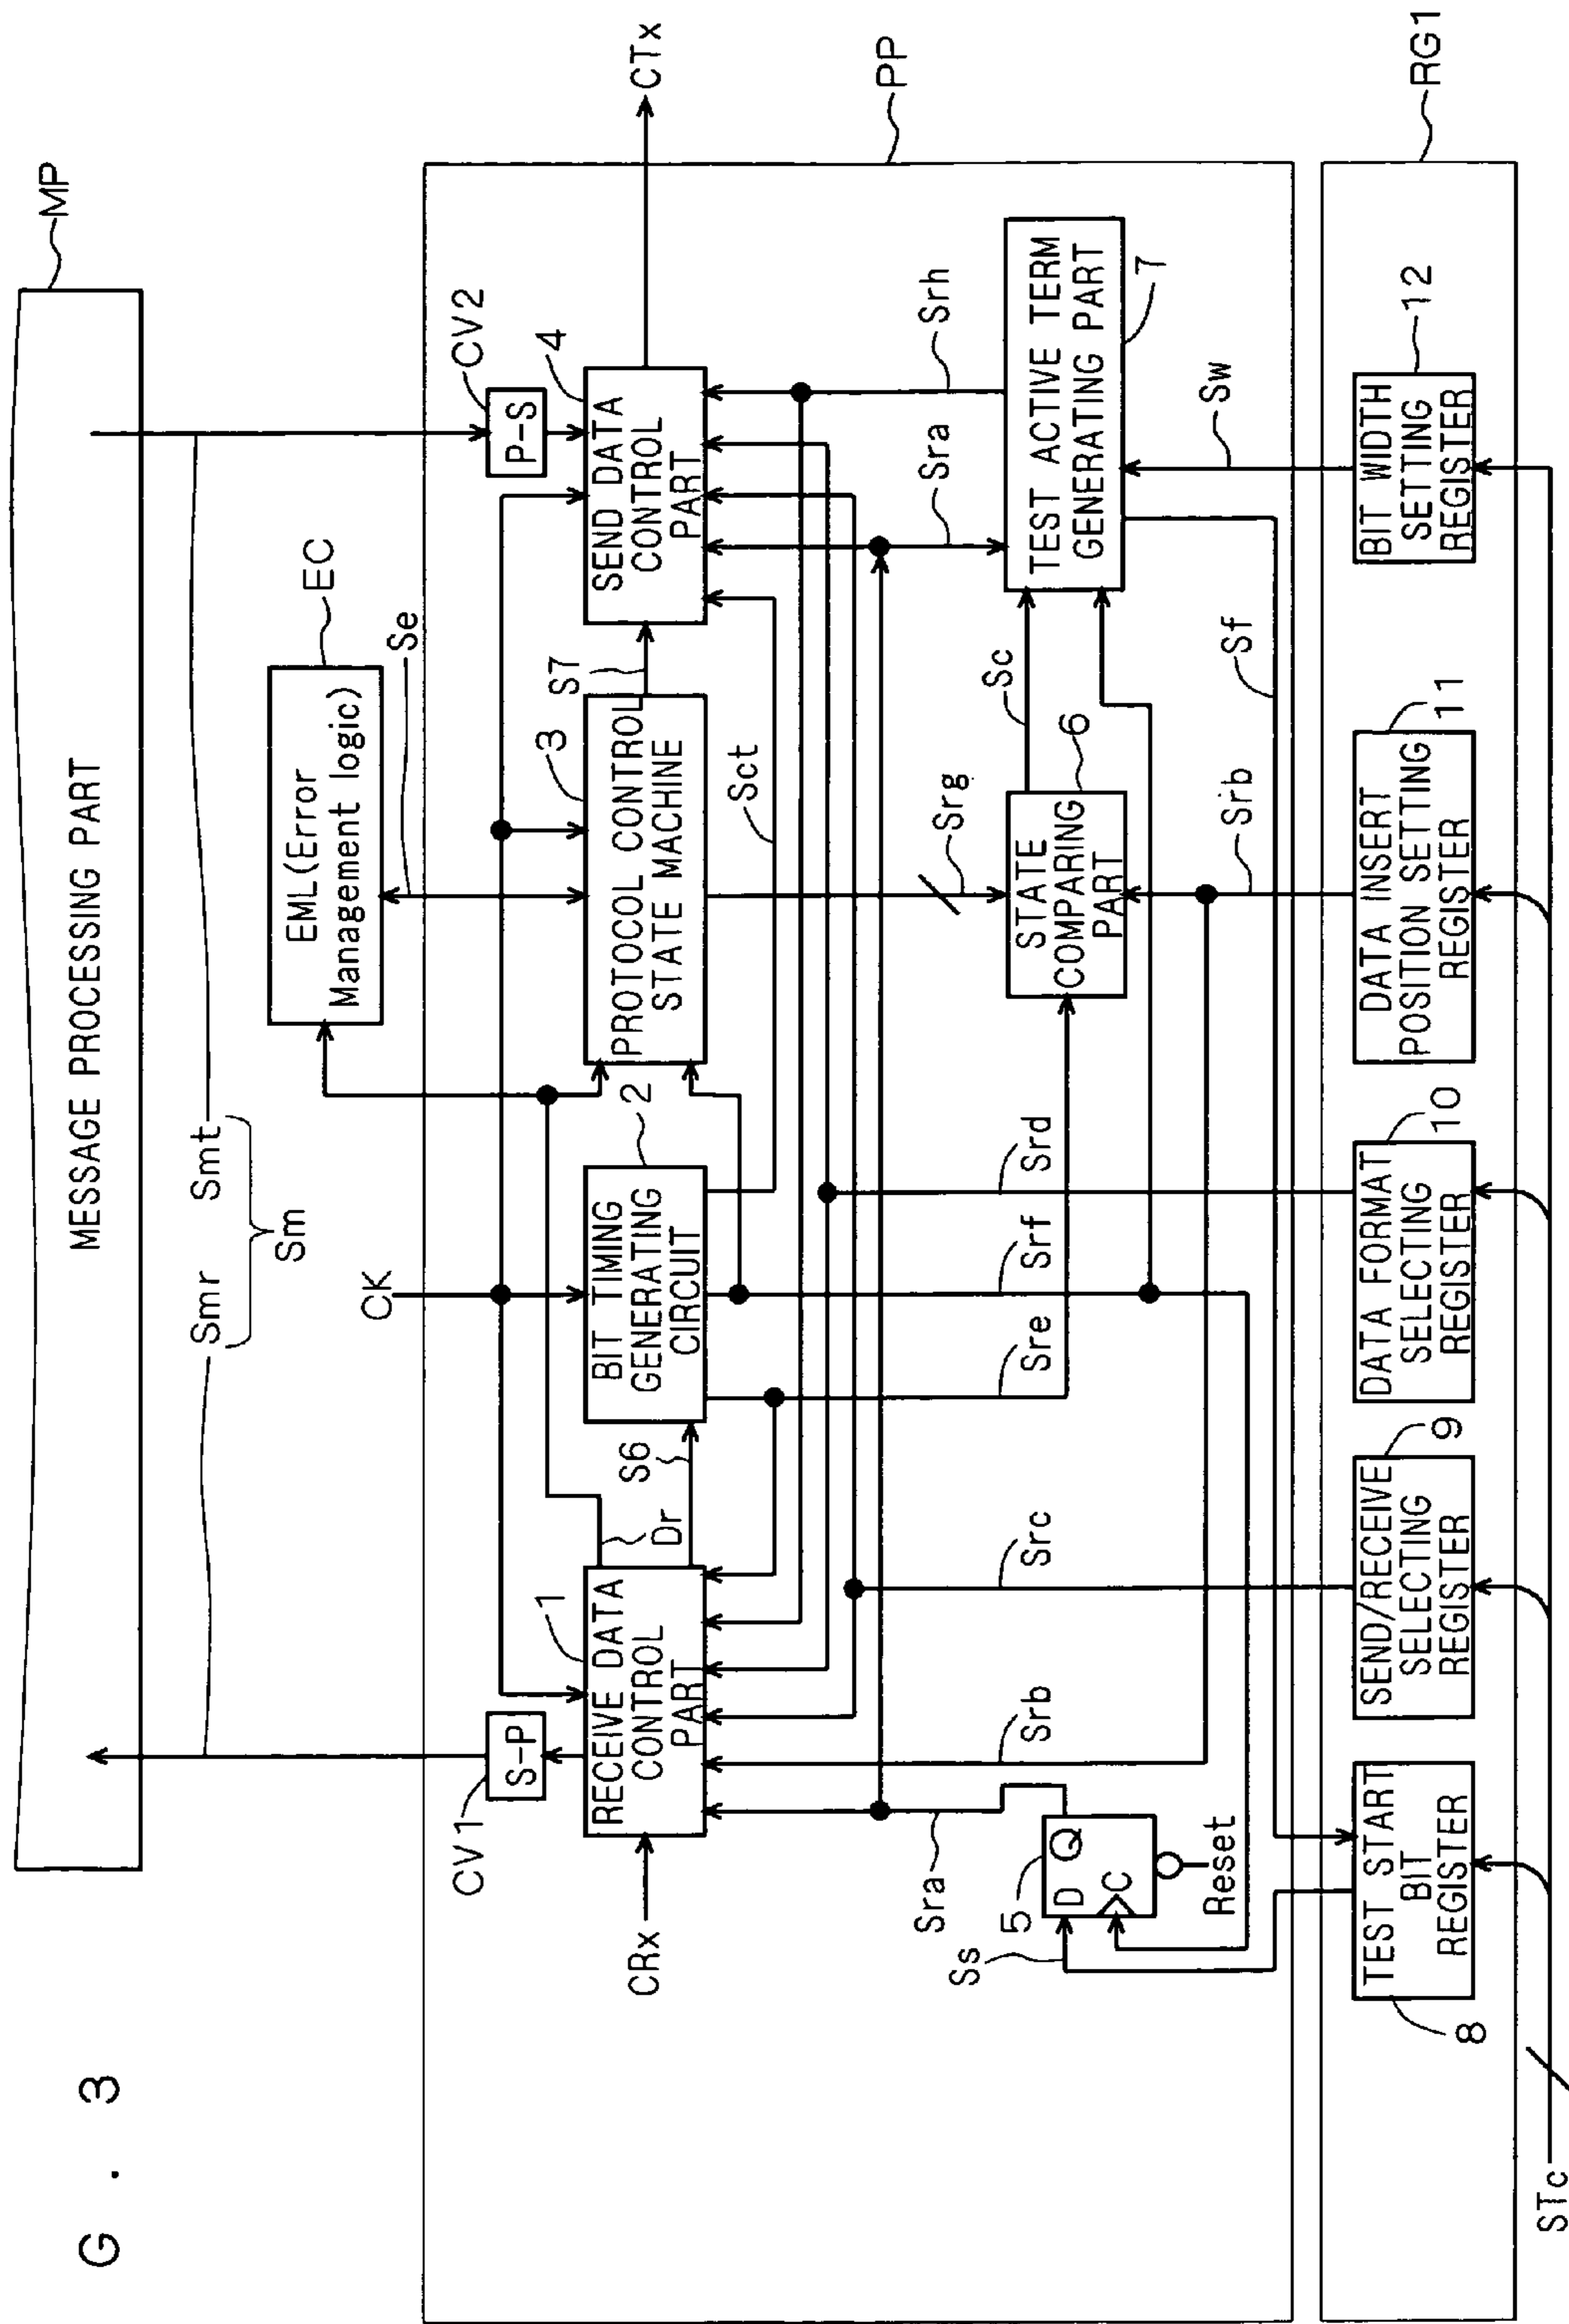 G . 3
MP
MESSAGE PROCESSING PART
Smr
Smt
Sm
EC
EML(Error
Management logic)
Se
CK
CV1
S-P
CV2
P-S
1
RECEIVE DATA
CONTROL
PART
Dr
S6
2
BIT TIMING
GENERATING
CIRCUIT
3
PROTOCOL CONTROL
STATE MACHINE
S7
4
SEND DATA
CONTROL
PART
CRx
CTx
Sct
PP
Sra
Srb
Src
Sre
Srf
Srd
Srg
Sra
Srh
5
D
Q
C
Ss
Reset
STATE
COMPARING
PART
6
Sc
TEST ACTIVE TERM
GENERATING PART
7
Srb
Sf
Sw
RG1
TEST START
BIT
REGISTER
8
SEND/RECEIVE
SELECTING
REGISTER
9
DATA FORMAT
SELECTING
REGISTER
10
DATA INSERT
POSITION SETTING
REGISTER
11
BIT WIDTH
SETTING
REGISTER
12
STc